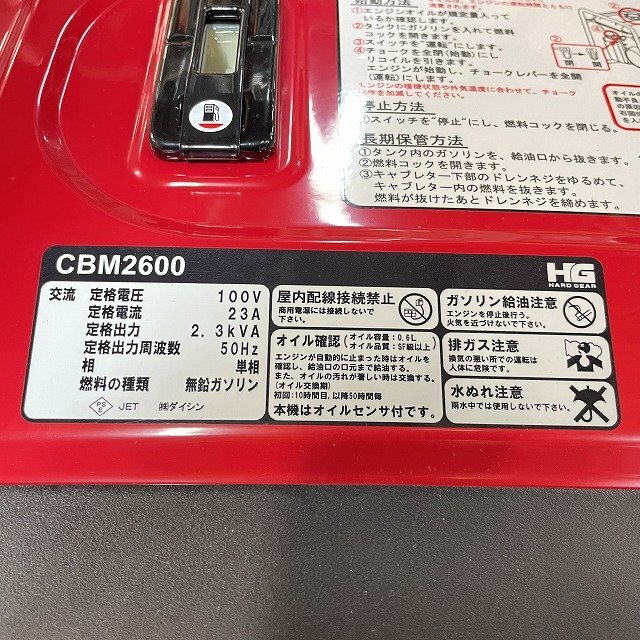 始動方法
①エンジンオイルが規定量入って
いるか確認します。
②タンクにガソリンを入れて燃料
コックを開きます。
③スイッチを"運転"にします。
④チョークを全閉(始動)にし
リコイルを引きます。
エンジンが始動し、チョークレバーを全開
(運転)にします。
停止方法
①スイッチを"停止"にし、燃料コックを閉じる。
長期保管方法
①タンク内のガソリンを、給油口から抜きます。
②燃料コックを開きます。
③キャブレター下部のドレンネジをゆるめて、
キャブレター内の燃料を抜きます。
燃料が抜けたあとドレンネジを締めます。
閉 開
CBM2600
HG
HARD GEAR
交流 定格電圧 100V
定格電流 23A
定格出力 2.3kVA
定格出力周波数 50Hz
相 単相
燃料の種類 無鉛ガソリン
PS
E
JET ㈱ダイシン
屋内配線接続禁止
商用電源には接続しないで
下さい。
オイル確認 (オイル容量:0.6L
オイル品質:SF級以上)
エンジンが自動的に止まった時はオイルを
確認し、給油口の口元まで給油する。
また、オイルの汚れが著しい時は交換する。
(オイル交換期)
初回:10時間目,以降50時間毎
本機はオイルセンサ付です。
ガソリン給油注意
エンジンを停止後行う。
火気を近づけないで下さい。
排ガス注意
換気の悪い所での運転は
人体に危険です。
水ぬれ注意
雨水中では使用しないで下さい。